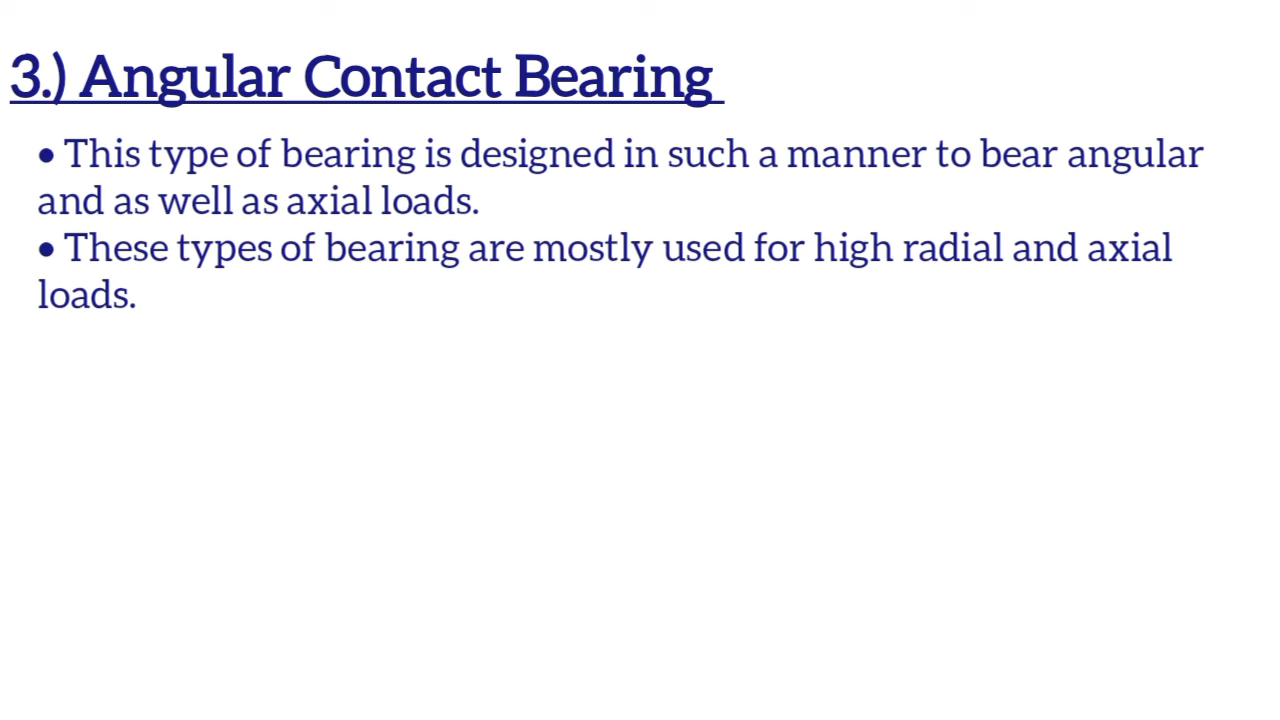 3.) Angular Contact Bearing
• This type of bearing is designed in such a manner to bear angular
and as well as axial loads.
• These types of bearing are mostly used for high radial and axial
loads.